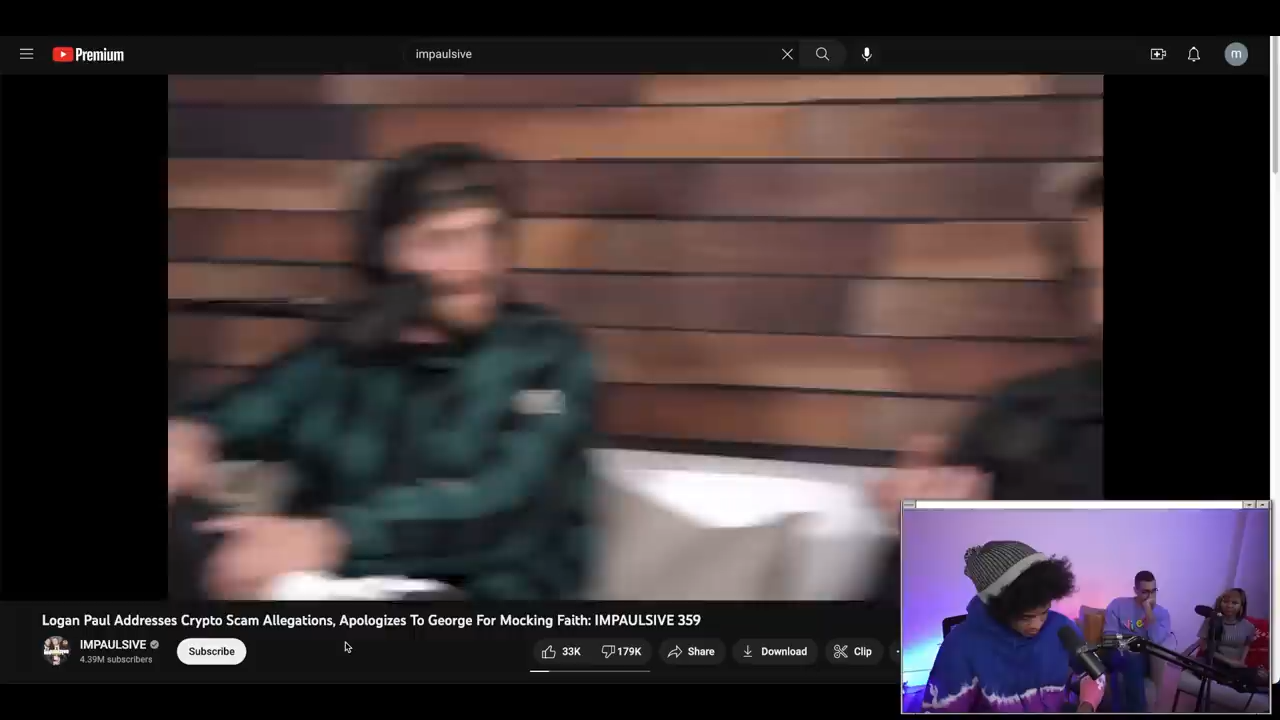 Premium
impaulsive
m
Logan Paul Addresses Crypto Scam Allegations, Apologizes To George For Mocking Faith: IMPAULSIVE 359
IMPAULSIVE
4.39M subscribers
Subscribe
33K
179K
Share
Download
Clip